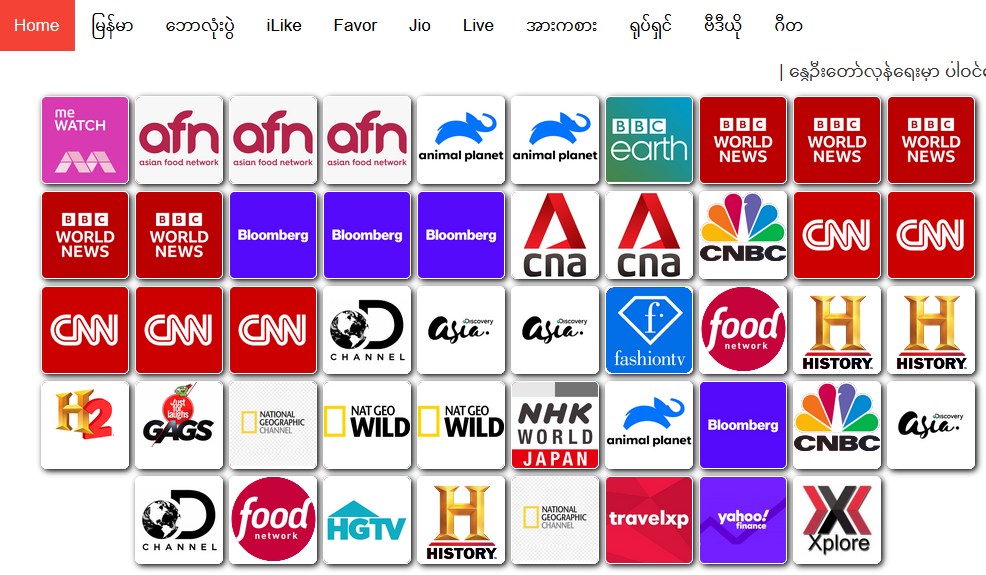 Home မြန်မာ ဘောလုံးပွဲ iLike Favor Jio Live အားကစား ရုပ်ရှင် ဗီဒီယို ဂီတ
| နွေဦးတော်လှန်ရေးမှာ ပါဝင်
me WATCH
afn asian food network
afn asian food network
afn asian food network
animal planet
animal planet
BBC earth
BBC WORLD NEWS
BBC WORLD NEWS
BBC WORLD NEWS
BBC WORLD NEWS
BBC WORLD NEWS
Bloomberg
Bloomberg
Bloomberg
cna
cna
CNBC
CNN
CNN
CNN
CNN
CNN
D CHANNEL
Discovery asia.
Discovery asia.
f fashiontv
food network
H HISTORY.
H HISTORY.
H2
Just for laughs GAGS
NATIONAL GEOGRAPHIC CHANNEL
NAT GEO WILD
NAT GEO WILD
NHK WORLD JAPAN
animal planet
Bloomberg
CNBC
Discovery asia.
D CHANNEL
food network
HGTV
H HISTORY.
NATIONAL GEOGRAPHIC CHANNEL
travelxp
yahoo! finance
X Xplore